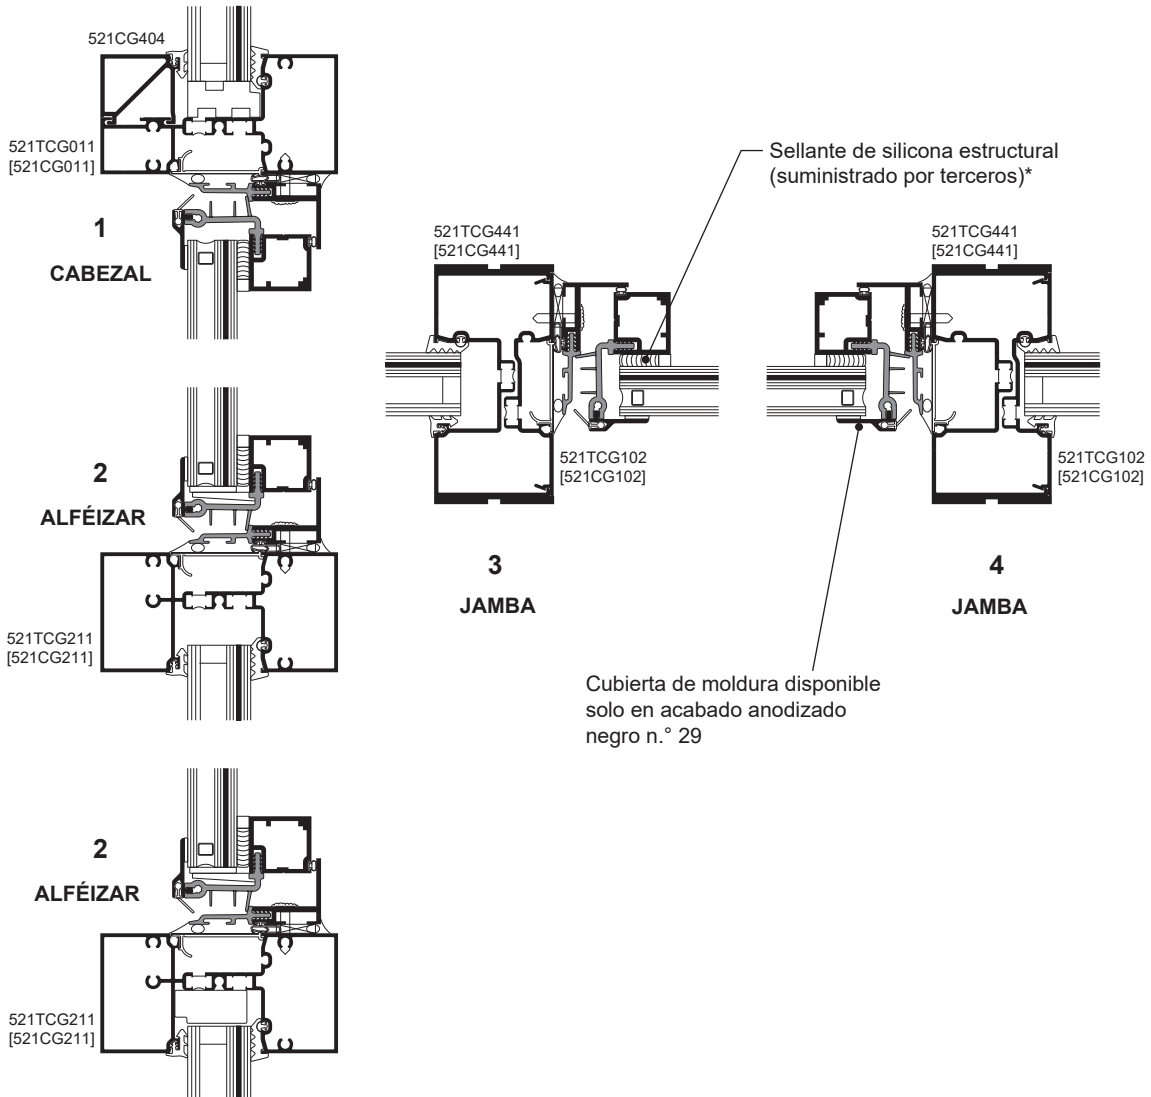 521CG404
521TCG011
[521CG011]
1
CABEZAL
Sellante de silicona estructural
(suministrado por terceros)*
521TCG441
[521CG441]
521TCG441
[521CG441]
2
ALFÉIZAR
521TCG102
[521CG102]
521TCG102
[521CG102]
3
JAMBA
4
JAMBA
521TCG211
[521CG211]
Cubierta de moldura disponible
solo en acabado anodizado
negro n.° 29
2
ALFÉIZAR
521TCG211
[521CG211]